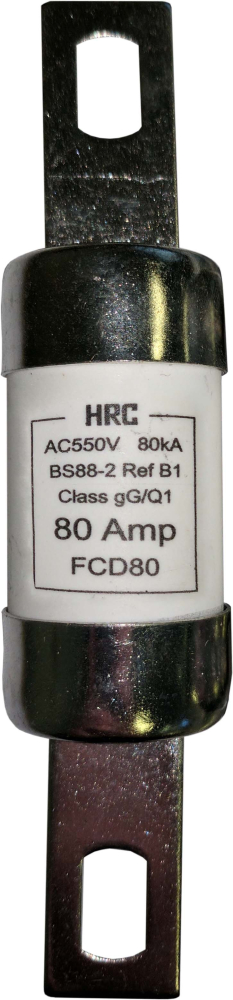 HRC
AC550V 80kA
BS88-2 Ref B1
Class gG/Q1
80 Amp
FCD80